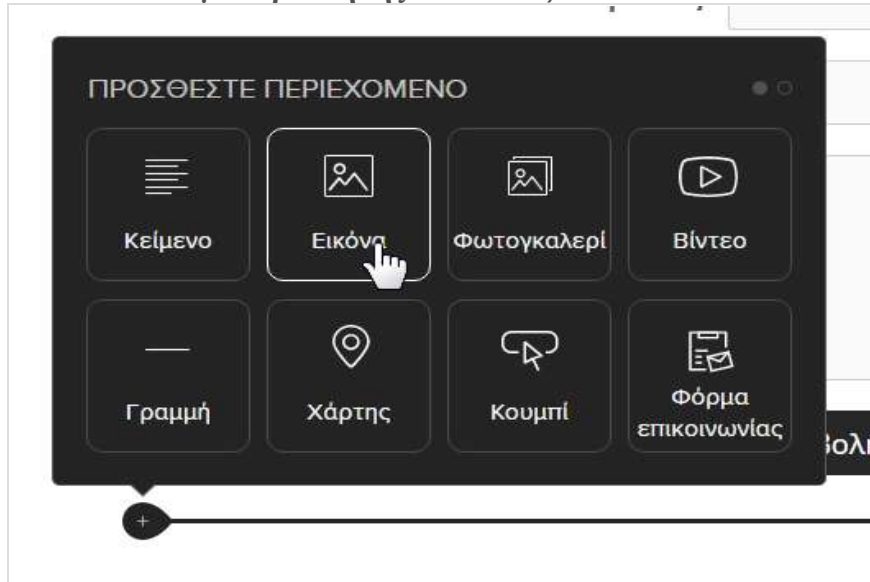 ΠΡΟΣΘΕΣΤΕ ΠΕΡΙΕΧΟΜΕΝΟ
Κείμενο
Εικόνα
Φωτογκαλερί
Βίντεο
Γραμμή
Χάρτης
Κουμπί
Φόρμα
επικοινωνίας